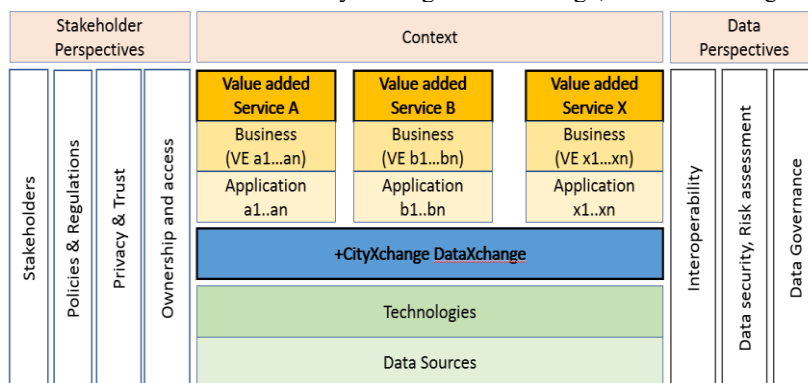 Stakeholder
Perspectives
Context
Data
Perspectives
Stakeholders
Policies & Regulations
Privacy & Trust
Ownership and access
Value added
Service A
Business
(VE a1...an)
Application
a1..an
Value added
Service B
Business
(VE b1...bn)
Application
b1..bn
Value added
Service X
Business
(VE x1...xn)
Application
x1..xn
+CityXchange DataXchange
Technologies
Data Sources
Interoperability
Data security, Risk assessment
Data Governance